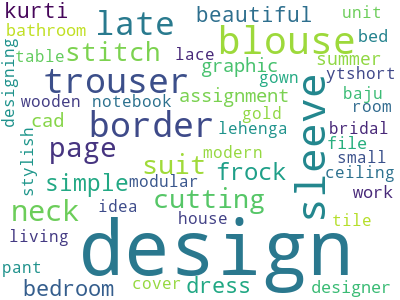 kurti late beautiful unit
bathroom blouse bed
table stitch lace graphic summer
designing trouser gown ytshort
wooden notebook assignment baju room
cad border lehenga gold bridal
page suit modern file
stylish simple modular frock sleeve small ceiling
neck idea cutting work
living house design tile
pant bedroom cover dress designer